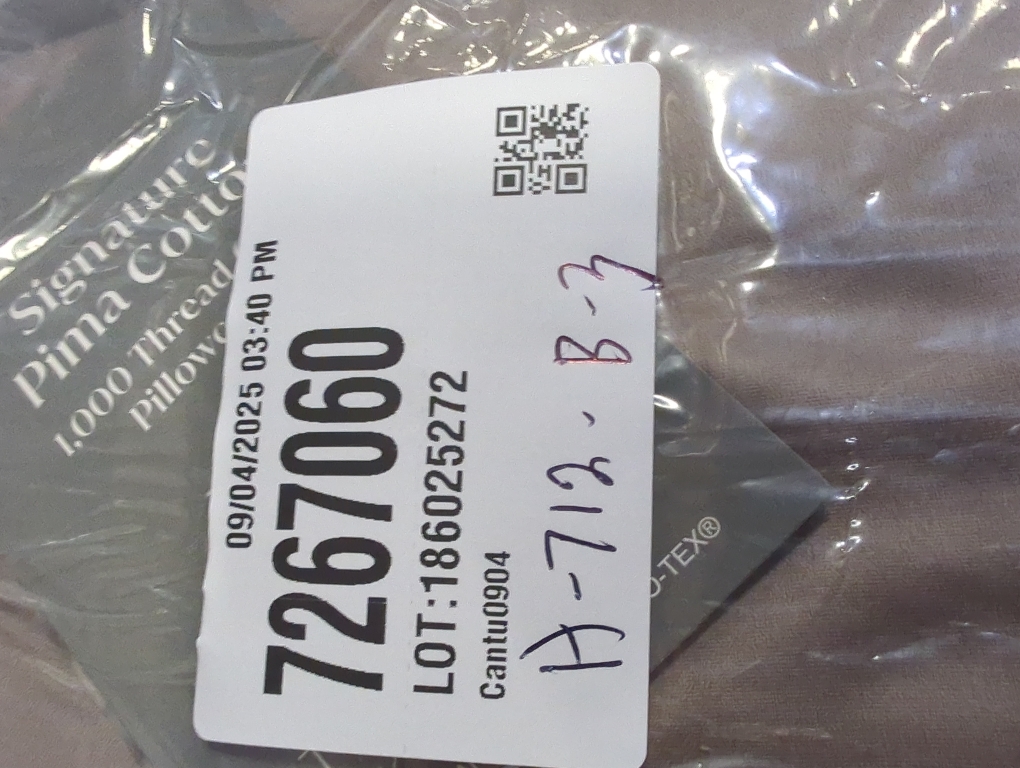 Signature
Pima Cotto
1,000 Thread
Pillowc
09/04/2025 03:40 PM
7267060
LOT:186025272
Cantu0904
A-712. B-3
O-TEX®